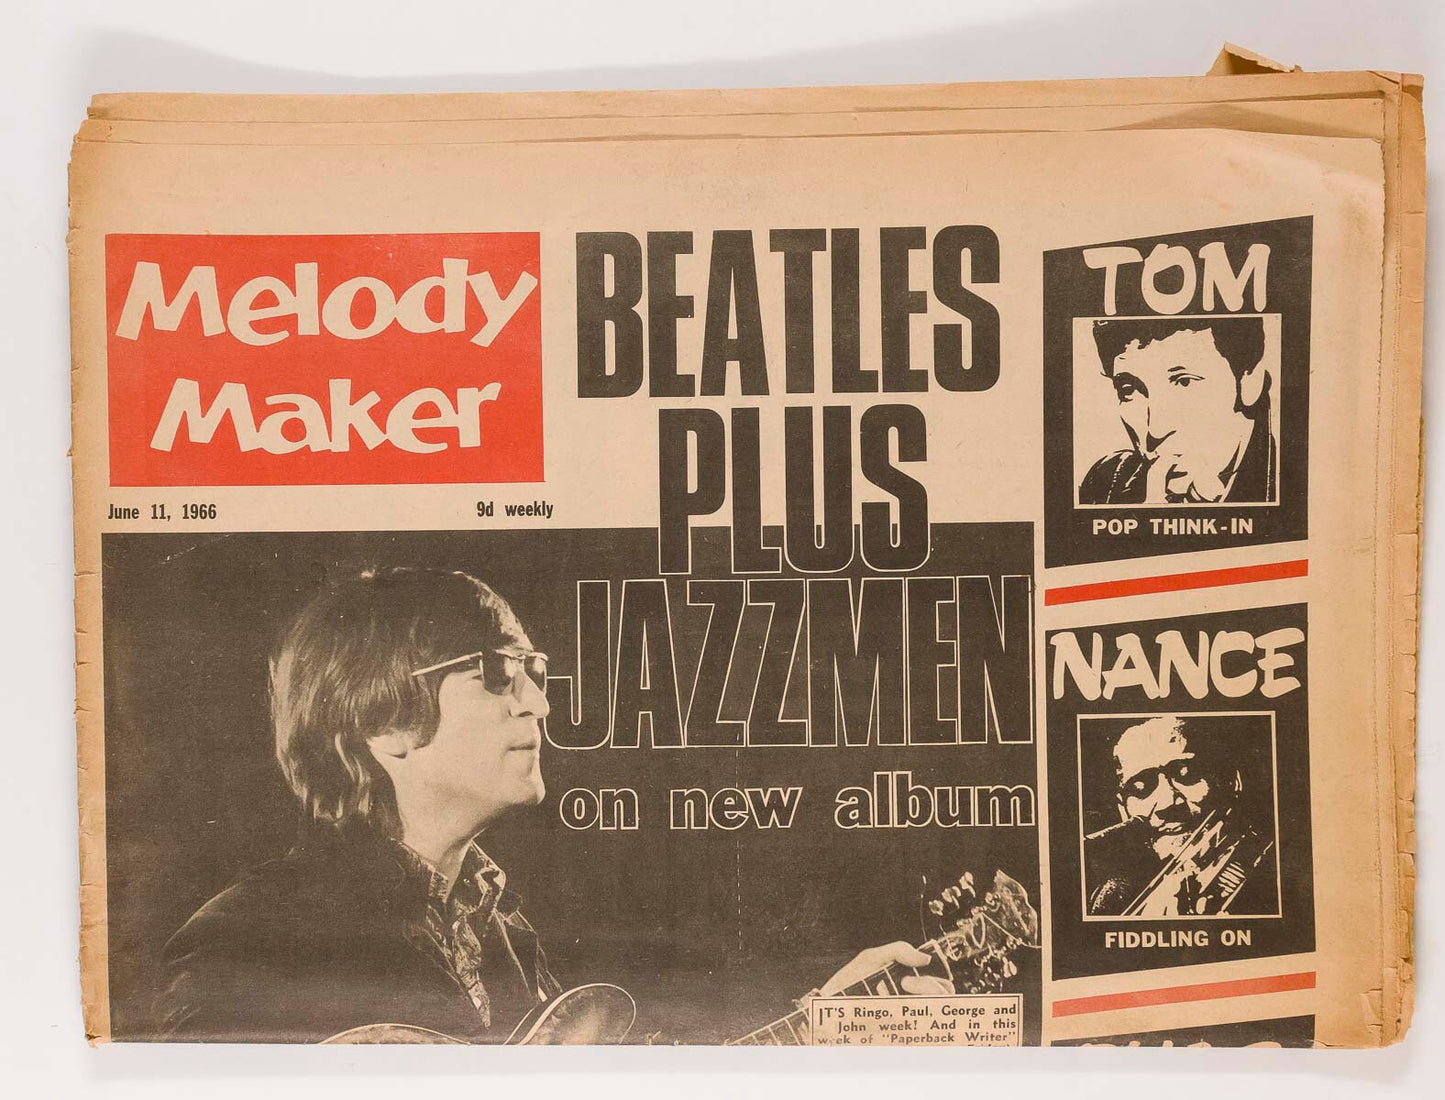 Melody
Maker
June 11, 1966
9d weekly
BEATLES
PLUS
JAZZMEN
on new album
IT'S Ringo, Paul, George and
John week! And in this
week of "Paperback Writer"
TOM
POP THINK-IN
NANCE
FIDDLING ON